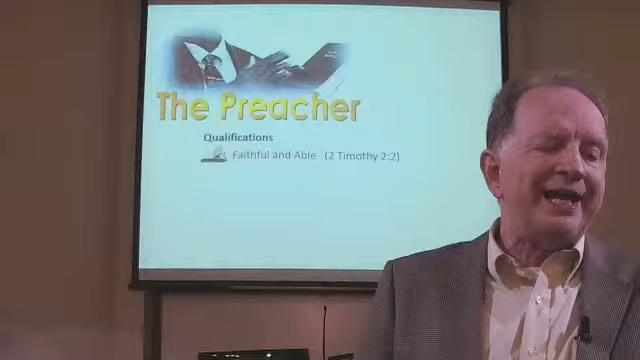 The Preacher
Qualifications
Faithful and Able (2 Timothy 2:2)